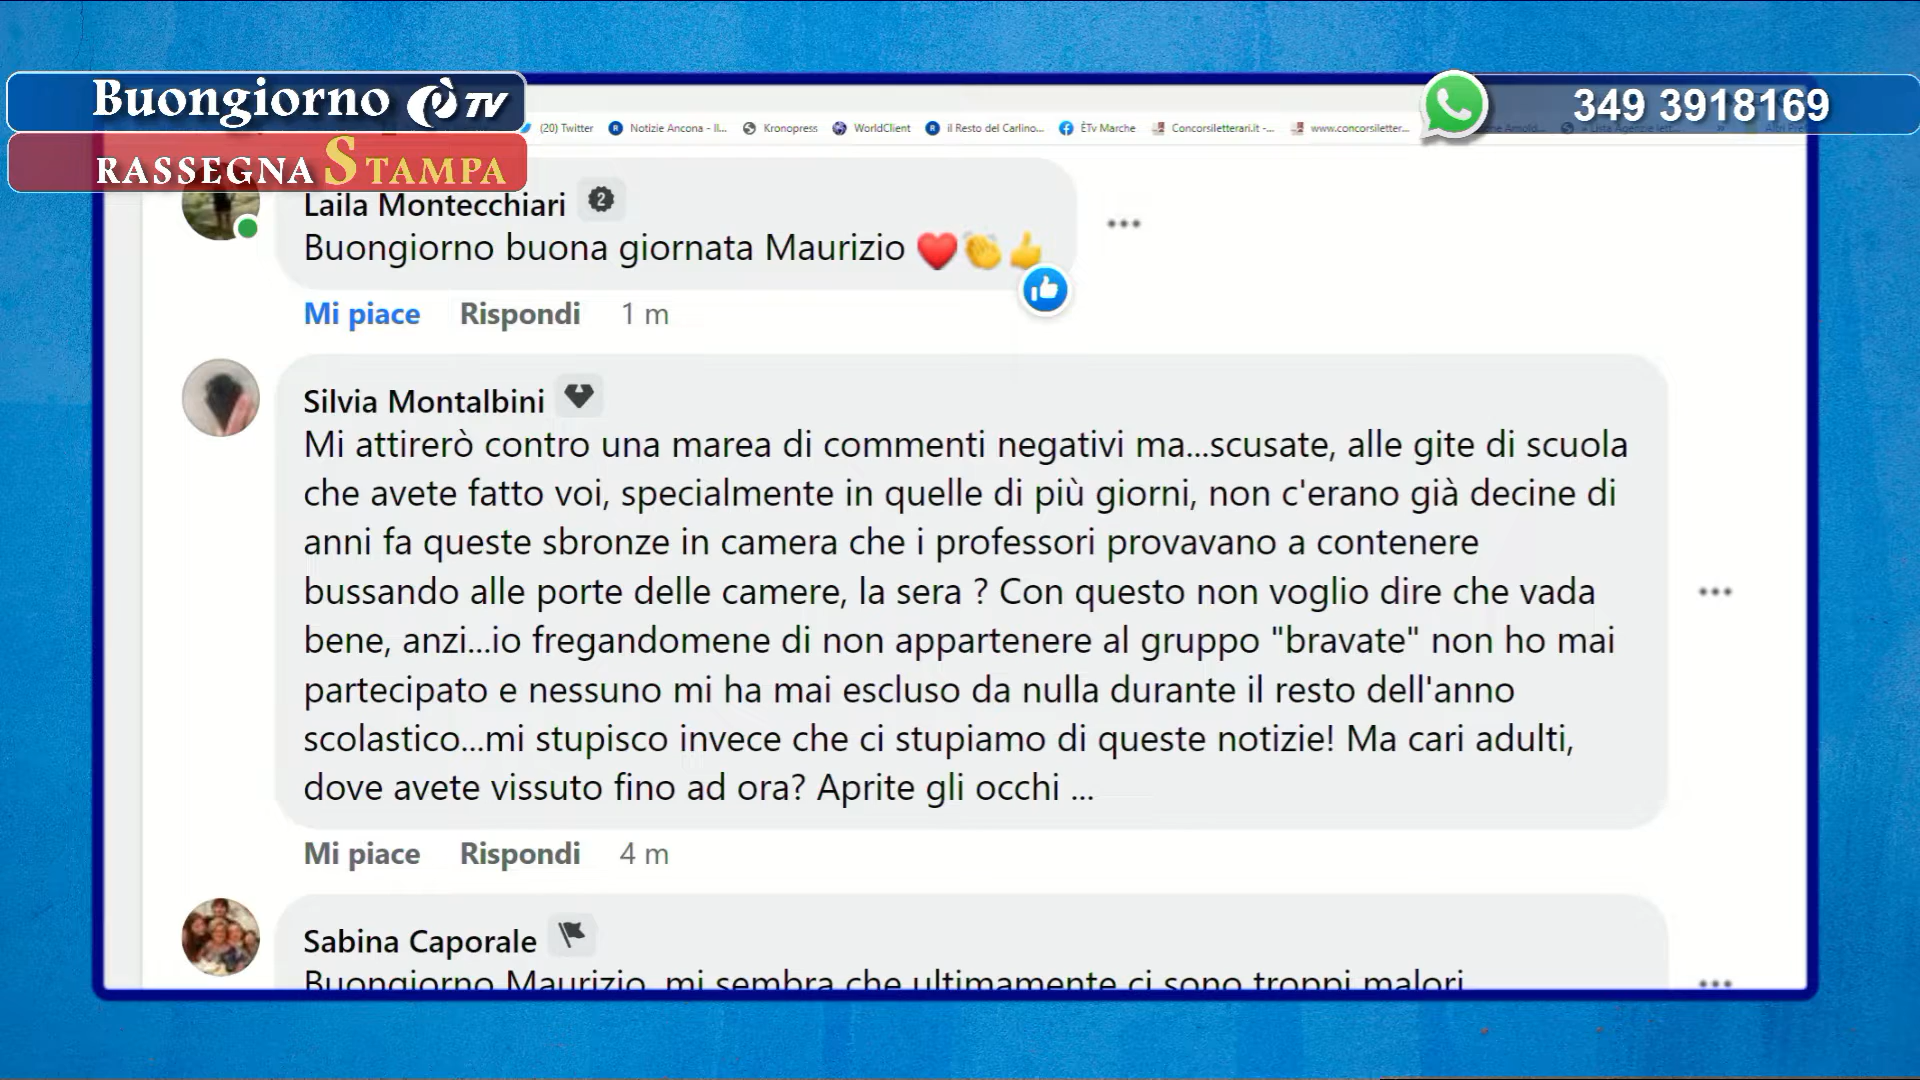 Buongiorno èTV
RASSEGNA STAMPA
349 3918169
(20) Twitter
Notizie Ancona - Il...
Kronopress
WorldClient
il Resto del Carlino...
ÈTv Marche
Concorsiletterari.it -...
www.concorsiletter...
Laila Montecchiari
2
Buongiorno buona giornata Maurizio ❤️👏👍
Mi piace Rispondi 1 m
Silvia Montalbini
Mi attirerò contro una marea di commenti negativi ma...scusate, alle gite di scuola
che avete fatto voi, specialmente in quelle di più giorni, non c'erano già decine di
anni fa queste sbronze in camera che i professori provavano a contenere
bussando alle porte delle camere, la sera ? Con questo non voglio dire che vada
bene, anzi...io fregandomene di non appartenere al gruppo "bravate" non ho mai
partecipato e nessuno mi ha mai escluso da nulla durante il resto dell'anno
scolastico...mi stupisco invece che ci stupiamo di queste notizie! Ma cari adulti,
dove avete vissuto fino ad ora? Aprite gli occhi ...
Mi piace Rispondi 4 m
Sabina Caporale
Buongiorno Maurizio, mi sembra che ultimamente ci sono troppi malori